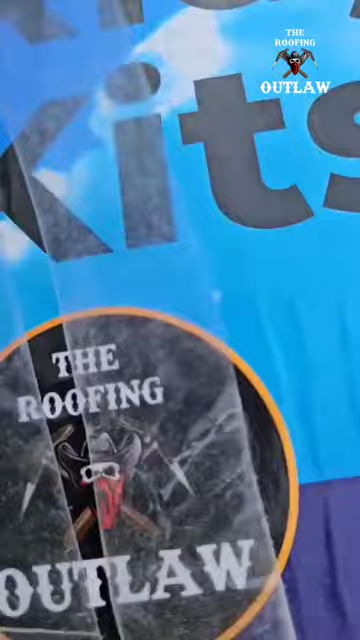 THE
ROOFING
OUTLAW
kits
THE
ROOFING
OUTLAW